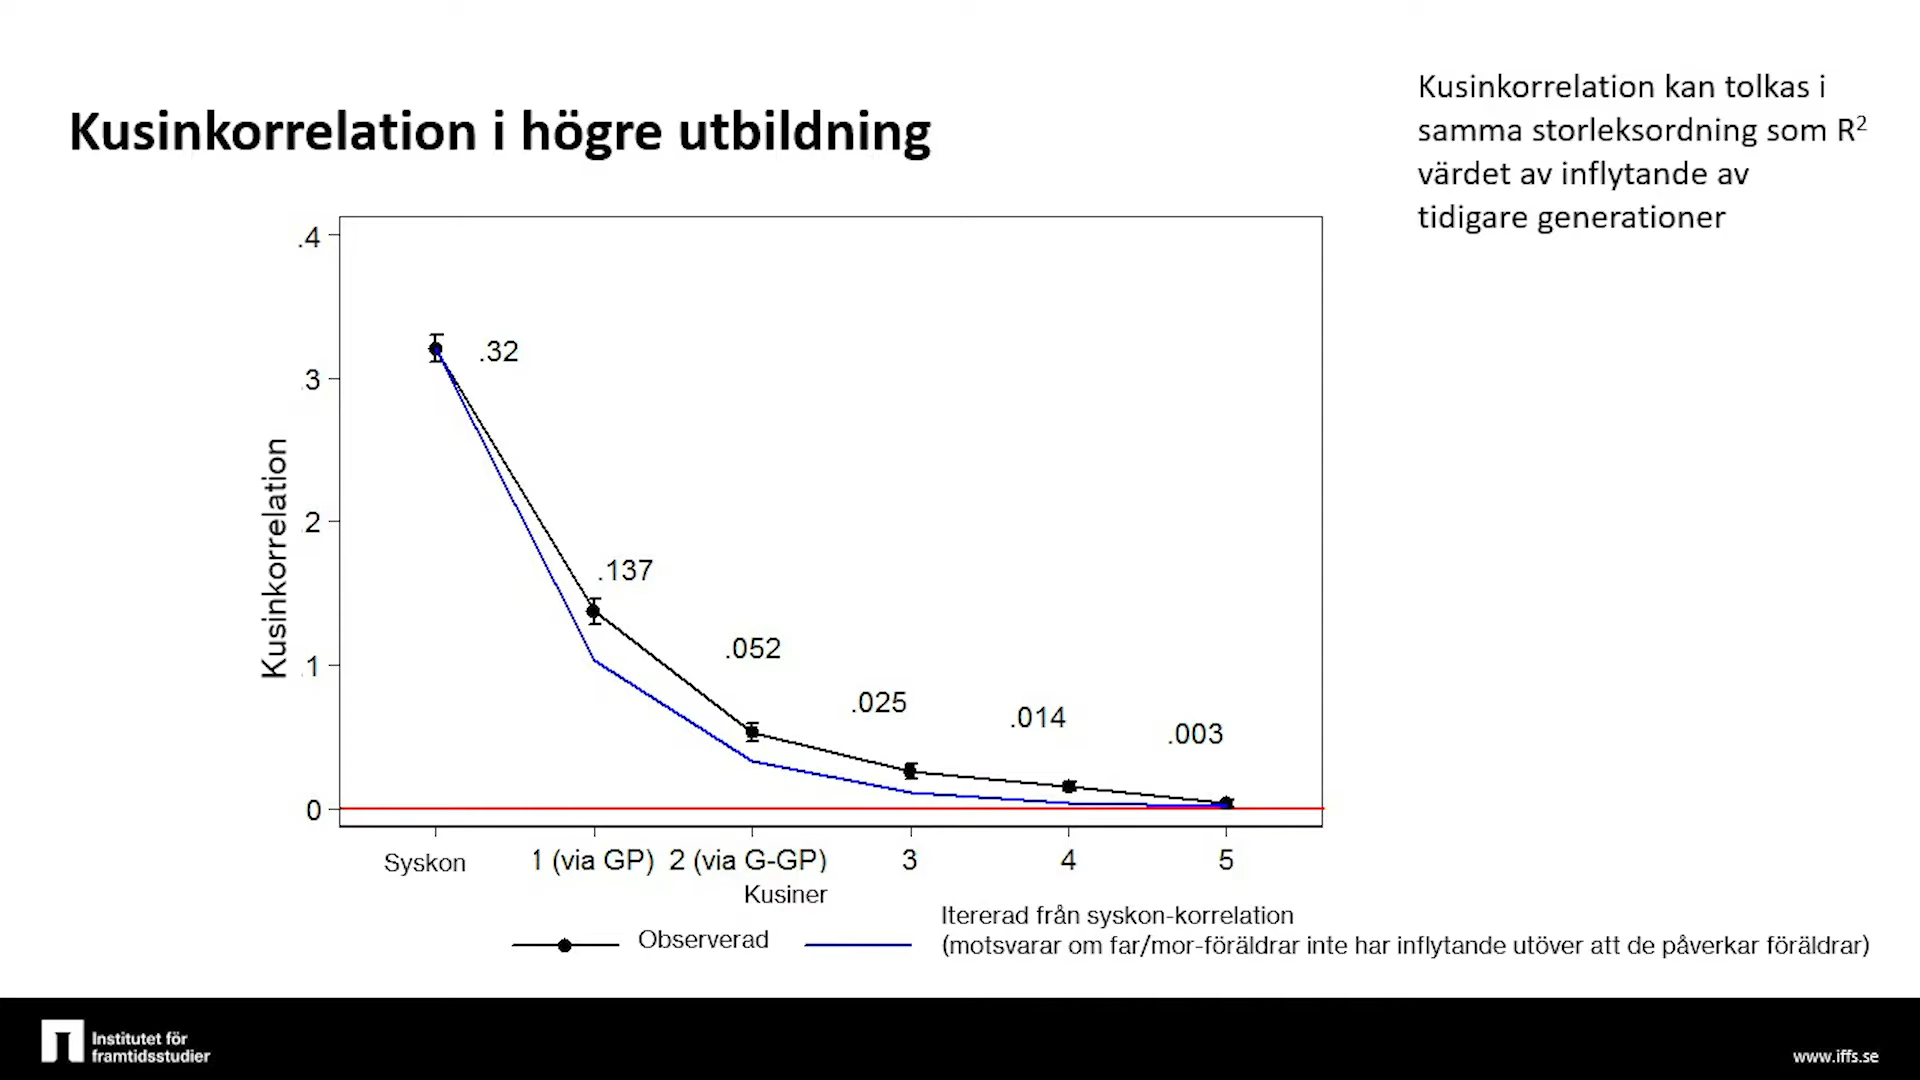 Kusinkorrelation i högre utbildning
Kusinkorrelation kan tolkas i
samma storleksordning som R²
värdet av inflytande av
tidigare generationer
Kusinkorrelation
.4
.3
.2
.1
0
.32
.137
.052
.025
.014
.003
Syskon
1 (via GP)
2 (via G-GP)
3
4
5
Kusiner
Observerad
Itererad från syskon-korrelation
(motsvarar om far/mor-föräldrar inte har inflytande utöver att de påverkar föräldrar)
Institutet för
framtidsstudier
www.iffs.se